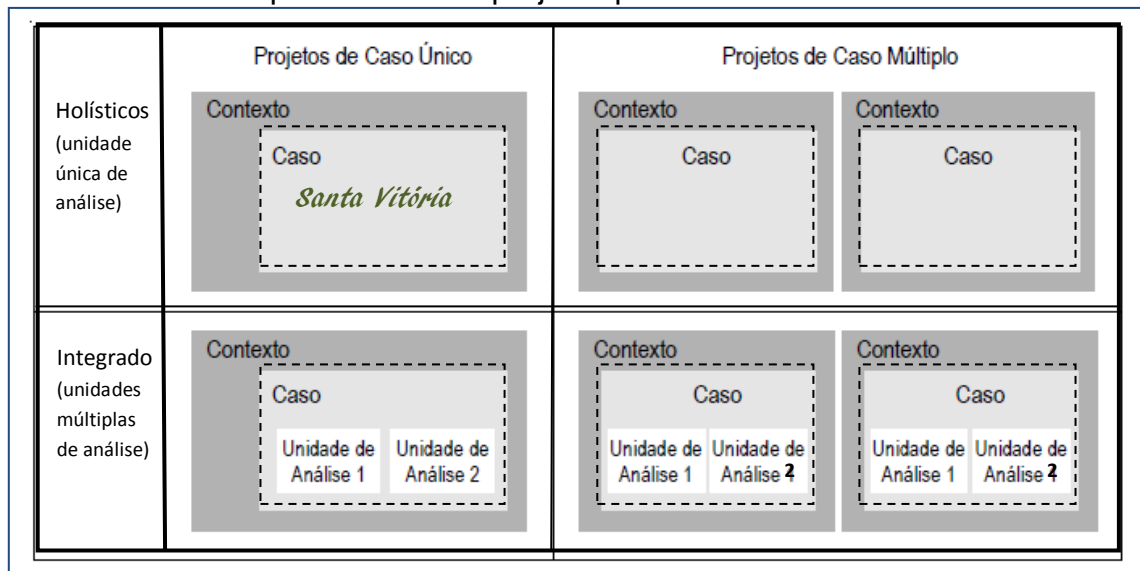 Projetos de Caso Único
Projetos de Caso Múltiplo
Holísticos
(unidade
única de
análise)
Contexto
Caso
Santa Vitória
Contexto
Caso
Contexto
Caso
Integrado
(unidades
múltiplas
de análise)
Contexto
Caso
Unidade de
Análise 1
Unidade de
Análise 2
Contexto
Caso
Unidade de
Análise 1
Unidade de
Análise 2
Contexto
Caso
Unidade de
Análise 1
Unidade de
Análise 2